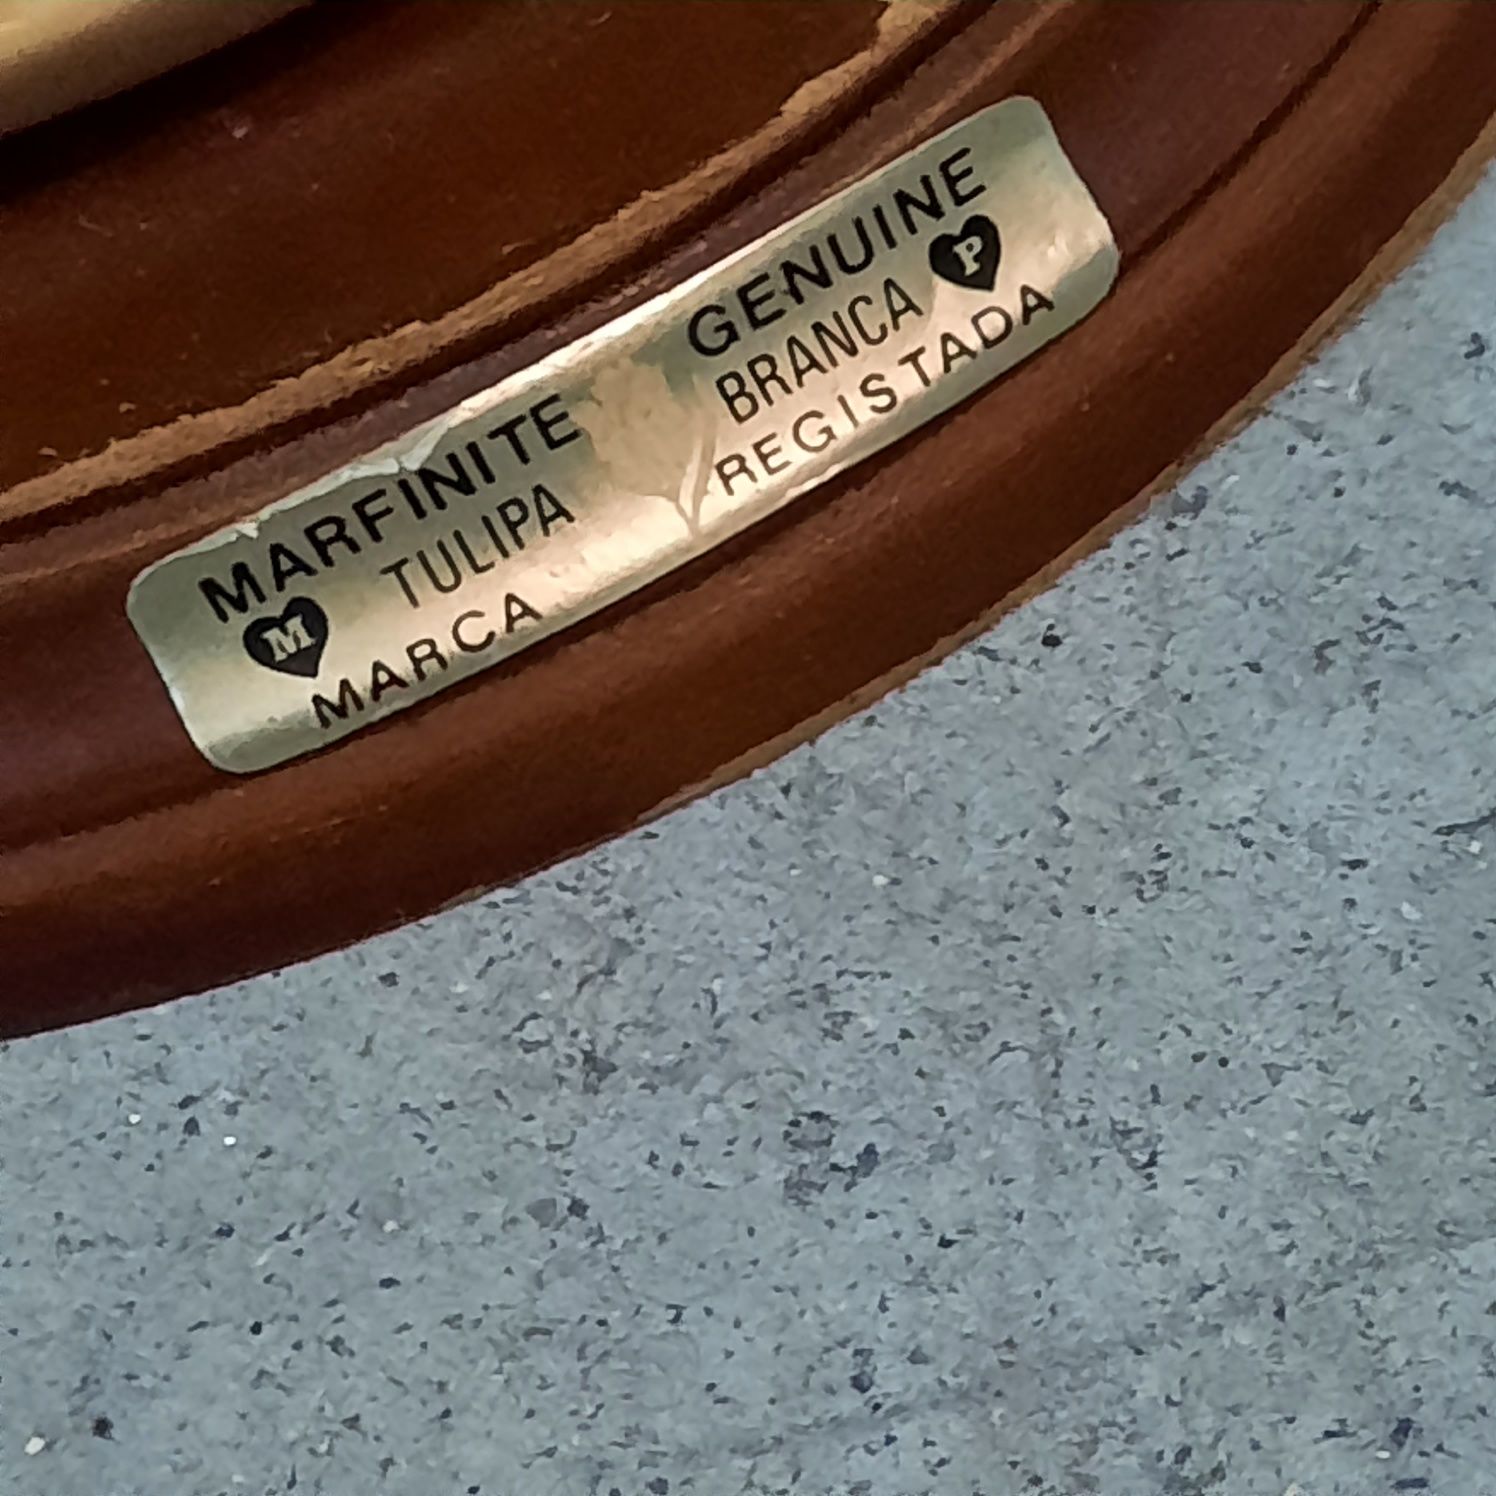 MARFINITE GENUINE
M TULIPA BRANCA P
MARCA REGISTADA